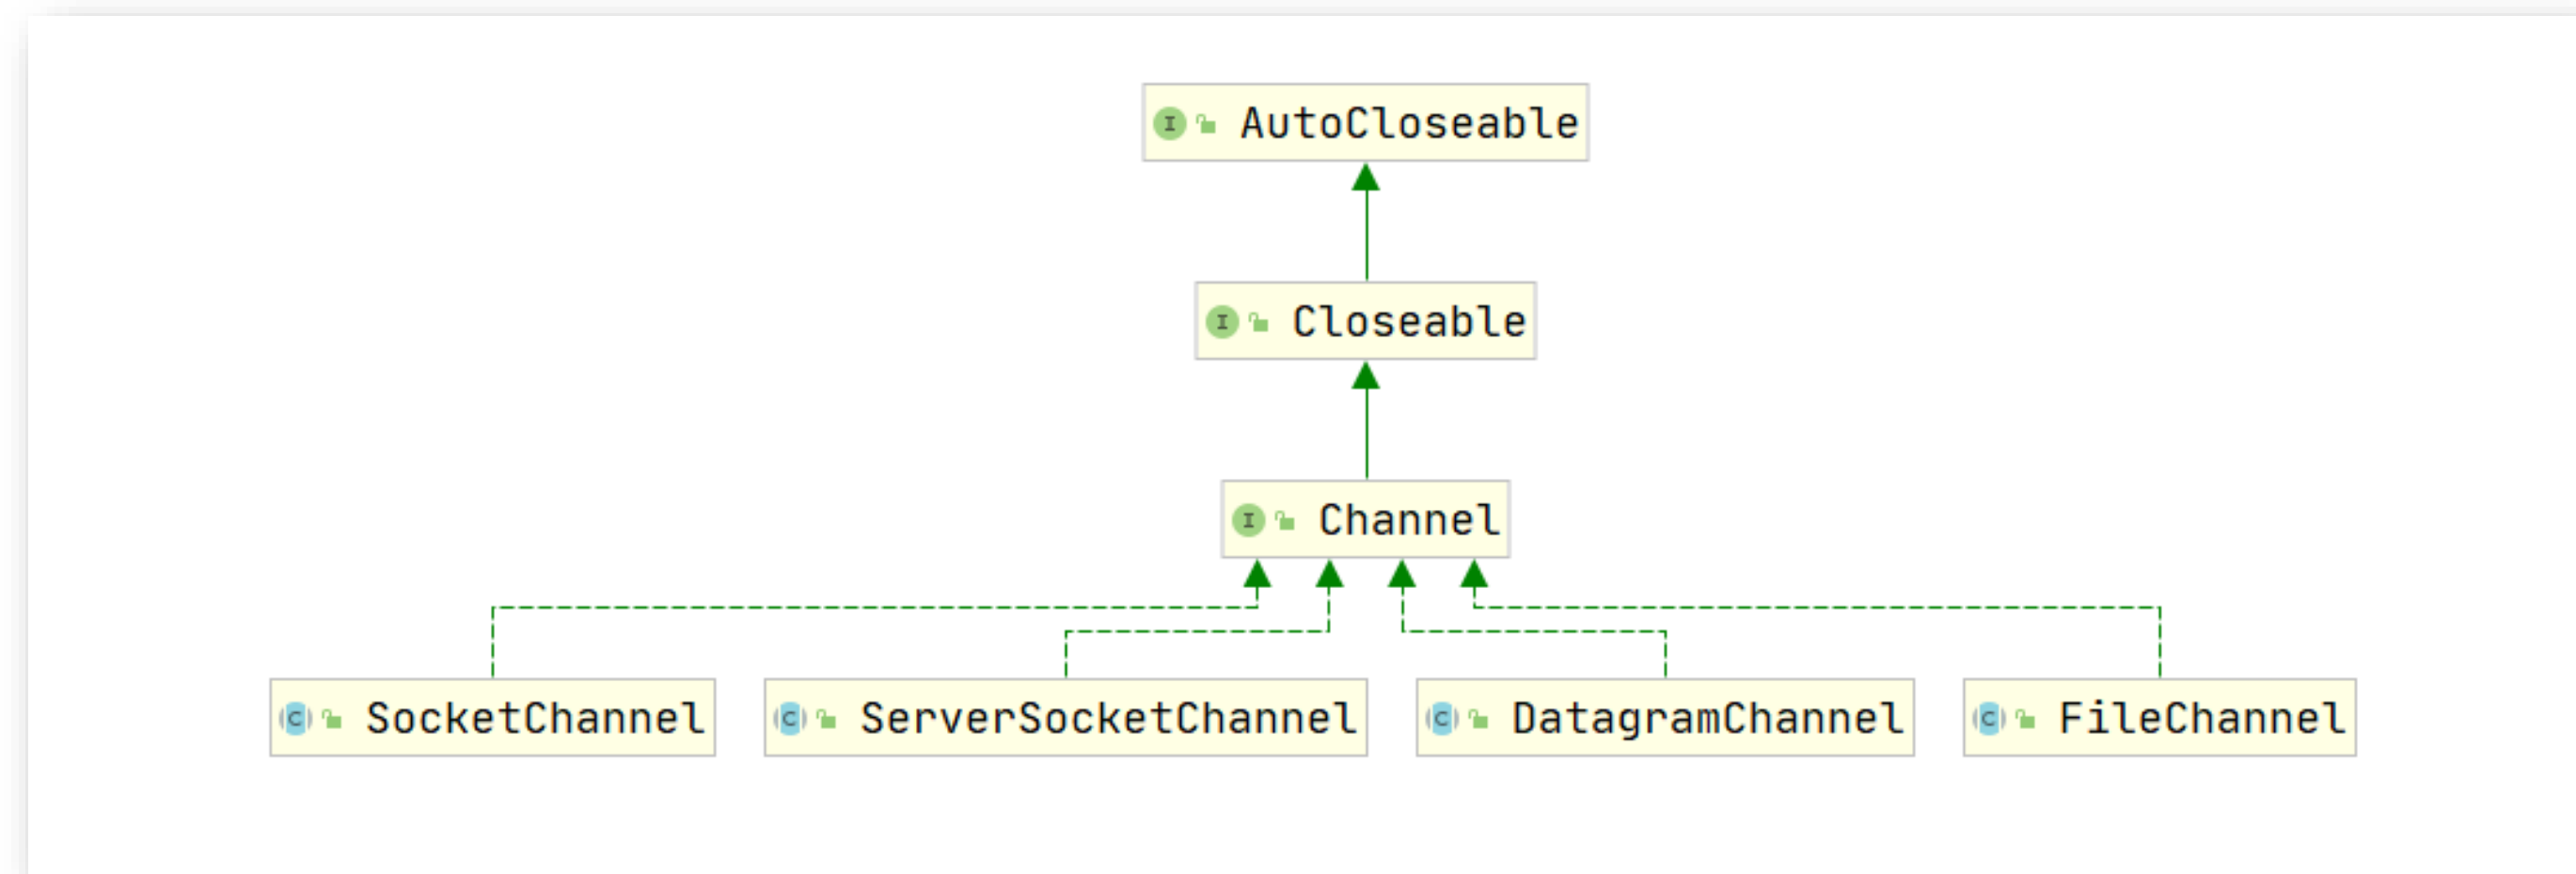 I AutoCloseable
I Closeable
I Channel
C SocketChannel C ServerSocketChannel C DatagramChannel C FileChannel